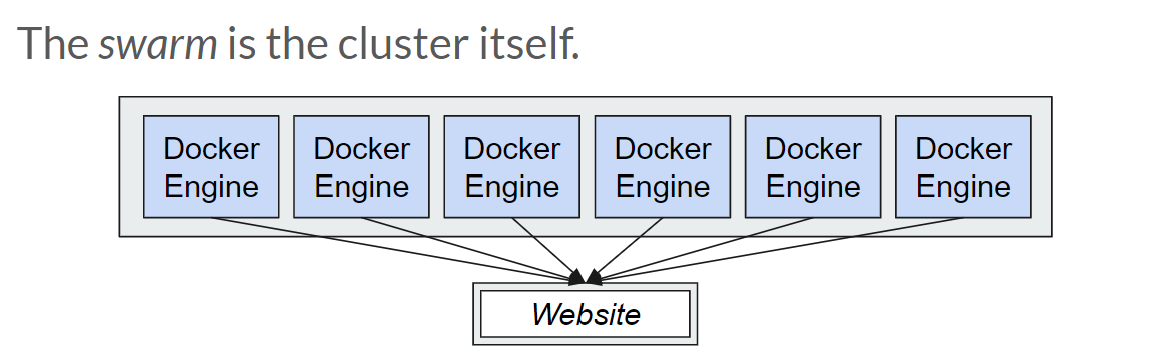 The swarm is the cluster itself.
Docker Docker Docker Docker Docker Docker
Engine Engine Engine Engine Engine Engine
Website